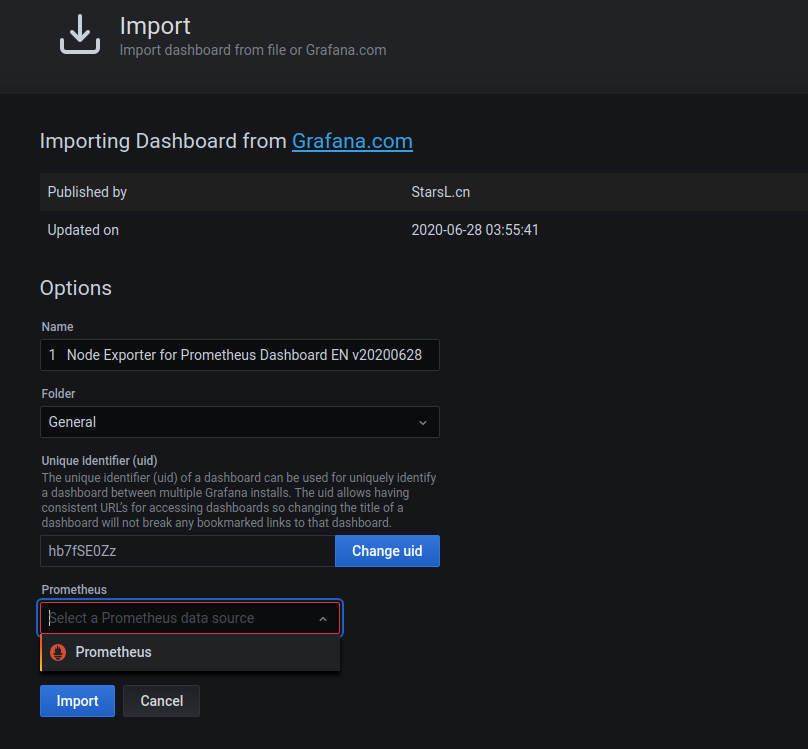 Import
Import dashboard from file or Grafana.com
Importing Dashboard from Grafana.com
Published by StarsL.cn
Updated on 2020-06-28 03:55:41
Options
Name
1 Node Exporter for Prometheus Dashboard EN v20200628
Folder
General
Unique identifier (uid)
The unique identifier (uid) of a dashboard can be used for uniquely identify
a dashboard between multiple Grafana installs. The uid allows having
consistent URL's for accessing dashboards so changing the title of a
dashboard will not break any bookmarked links to that dashboard.
hb7fSE0Zz Change uid
Prometheus
Select a Prometheus data source
Prometheus
Import Cancel